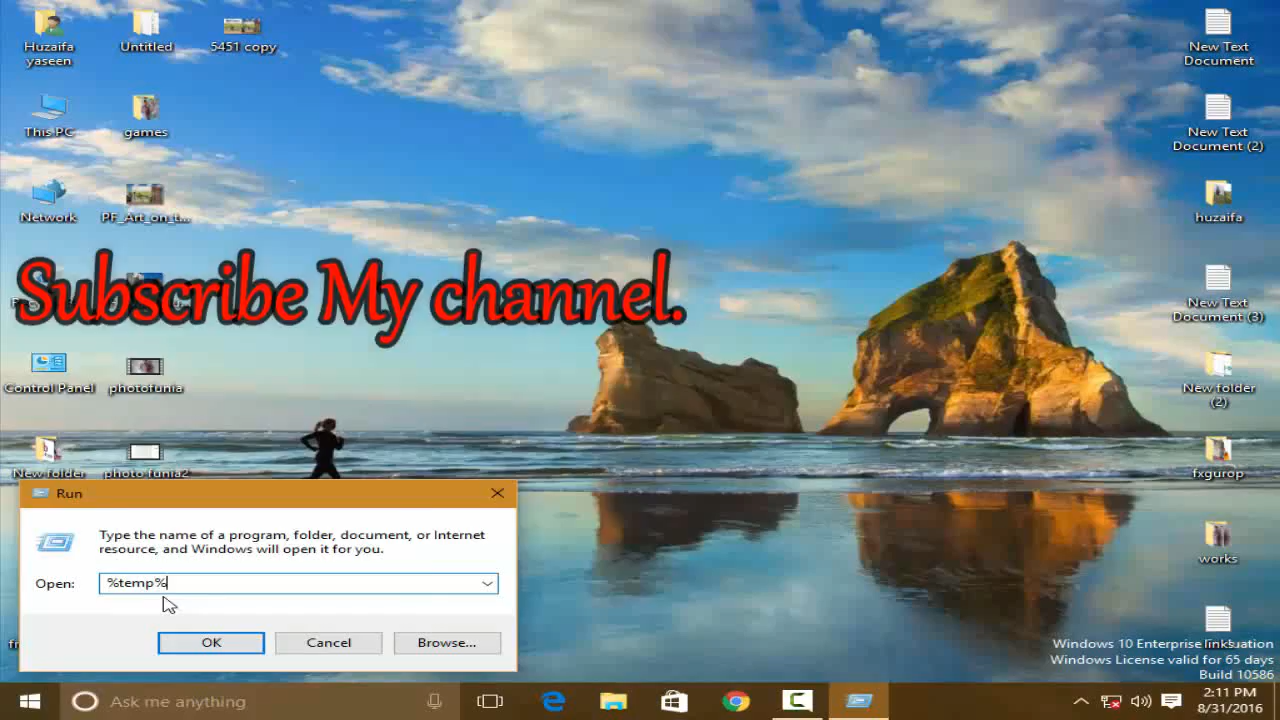 Huzaifa
yaseen
Untitled
5451 copy
New Text
Document
This PC
games
New Text
Document (2)
Network
PF_Art_on_t...
huzaifa
Subscribe My channel.
New Text
Document (3)
Control Panel
photofunia
New folder
(2)
New folder
photo funia2
fxgurop
Run
Type the name of a program, folder, document, or Internet
resource, and Windows will open it for you.
Open:
%temp%
works
OK
Cancel
Browse...
Windows 10 Enterprise
Windows License valid for 65 days
Build 10586
Ask me anything
2:11 PM
8/31/2016